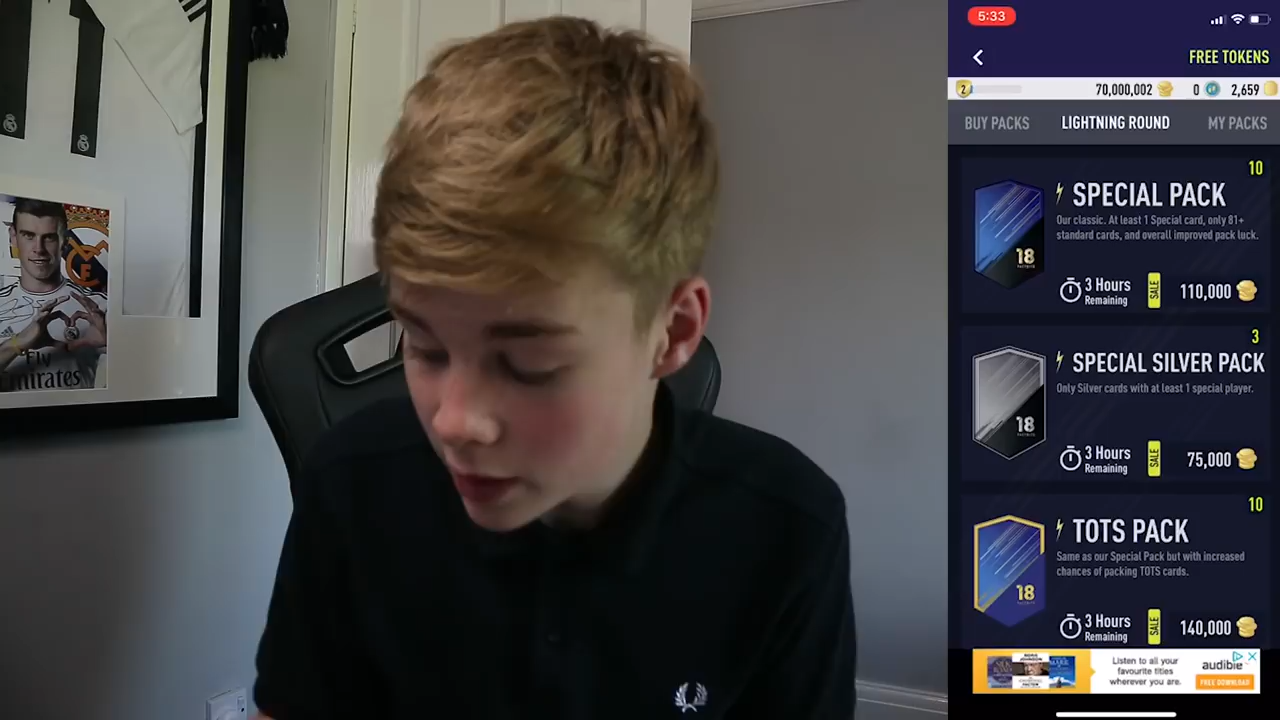 Fly
Emirates
5:33
FREE TOKENS
2
70,000,002
0
2,659
BUY PACKS
LIGHTNING ROUND
MY PACKS
10
SPECIAL PACK
Our classic. At least 1 Special card, only 81+
standard cards, and overall improved pack luck.
18
3 Hours
Remaining
SALE
110,000
3
SPECIAL SILVER PACK
Only Silver cards with at least 1 special player.
18
3 Hours
Remaining
SALE
75,000
10
TOTS PACK
Same as our Special Pack but with increased
chances of packing TOTS cards.
18
3 Hours
Remaining
SALE
140,000
Listen to all your
favourite titles
wherever you are.
audible
FREE DOWNLOAD